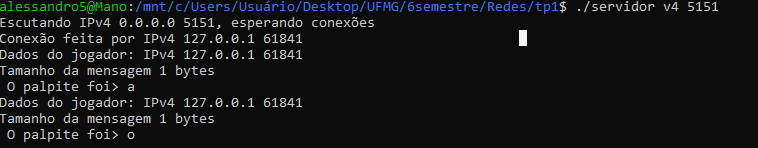 alessandro5@Mano:/mnt/c/Users/Usuário/Desktop/UFMG/6semestre/Redes/tp1$ ./servidor v4 5151
Escutando IPv4 0.0.0.0 5151, esperando conexões
Conexão feita por IPv4 127.0.0.1 61841
Dados do jogador: IPv4 127.0.0.1 61841
Tamanho da mensagem 1 bytes
 O palpite foi> a
Dados do jogador: IPv4 127.0.0.1 61841
Tamanho da mensagem 1 bytes
 O palpite foi> o